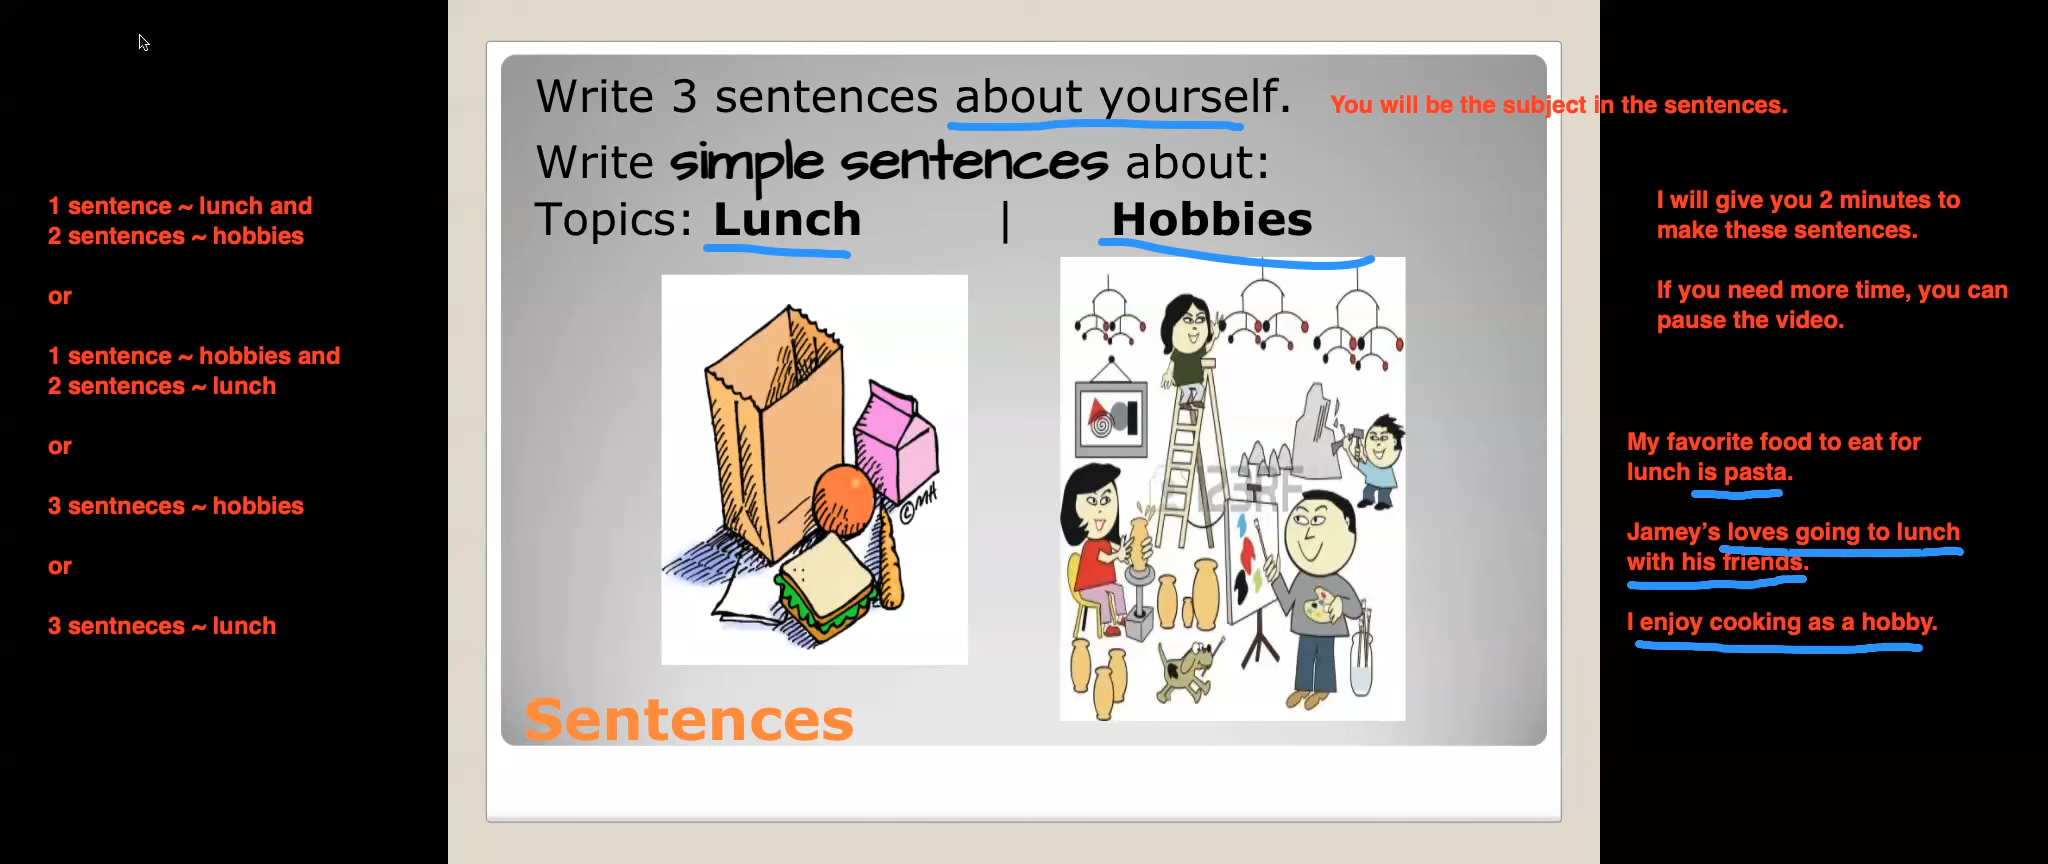 Write 3 sentences about yourself.
You will be the subject in the sentences.
Write simple sentences about:
Topics: Lunch | Hobbies
1 sentence ~ lunch and
2 sentences ~ hobbies
or
1 sentence ~ hobbies and
2 sentences ~ lunch
or
3 sentneces ~ hobbies
or
3 sentneces ~ lunch
©MH
123RF
Sentences
I will give you 2 minutes to
make these sentences.
If you need more time, you can
pause the video.
My favorite food to eat for
lunch is pasta.
Jamey’s loves going to lunch
with his friends.
I enjoy cooking as a hobby.